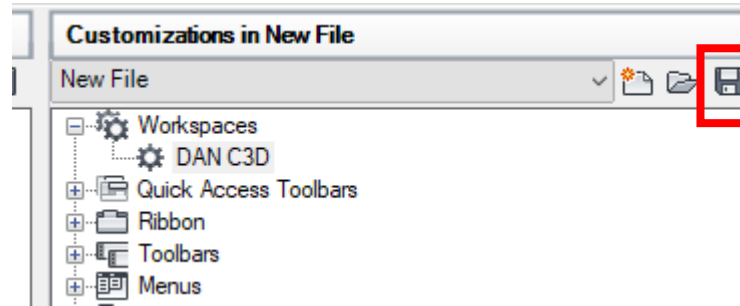 Customizations in New File
New File
Workspaces
DAN C3D
Quick Access Toolbars
Ribbon
Toolbars
Menus